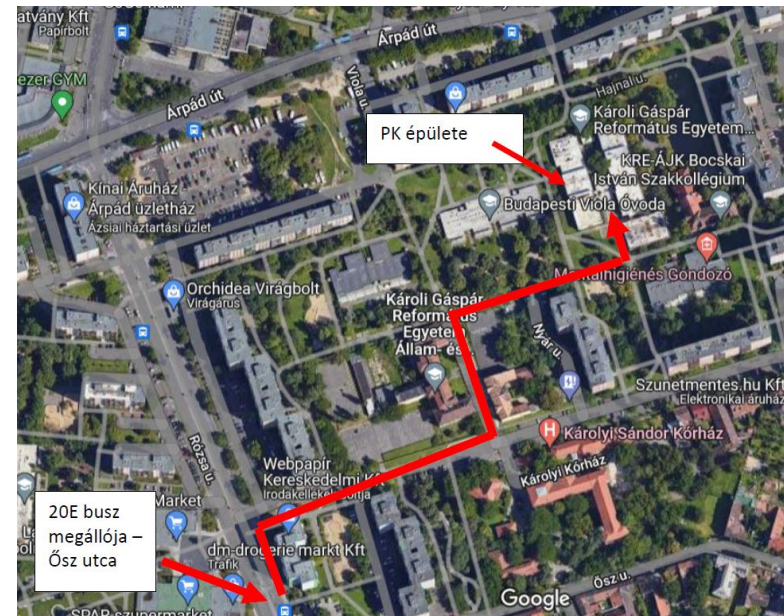 atvány Kft
Papírbolt
Árpád út
Viola u.
ezer GYM
Árpád út
Hajnal u.
Károli Gáspár
Református Egyetem...
PK épülete
KRE-ÁJK Bocskai
István Szakkollégium
Kínai Áruház -
Árpád üzletház
Ázsiai háztartási üzlet
Budapesti Viola Óvoda
Mentálhigiénés Gondozó
Orchidea Virágbolt
Virágárus
Károli Gáspár
Református
Egyetem
Állam- és...
Nyár u.
Szunetmentes.hu Kft
Elektronikai áruház
Rózsa u.
Károlyi Sándor Kórház
Károlyi Kórház
Webpapír
Kereskedelmi Kft
Irodakellékek boltja
Market
20E busz
megállója –
Ősz utca
dm-drogerie markt Kft
Trafik
Ősz u.
Google
SPAR szupermarket